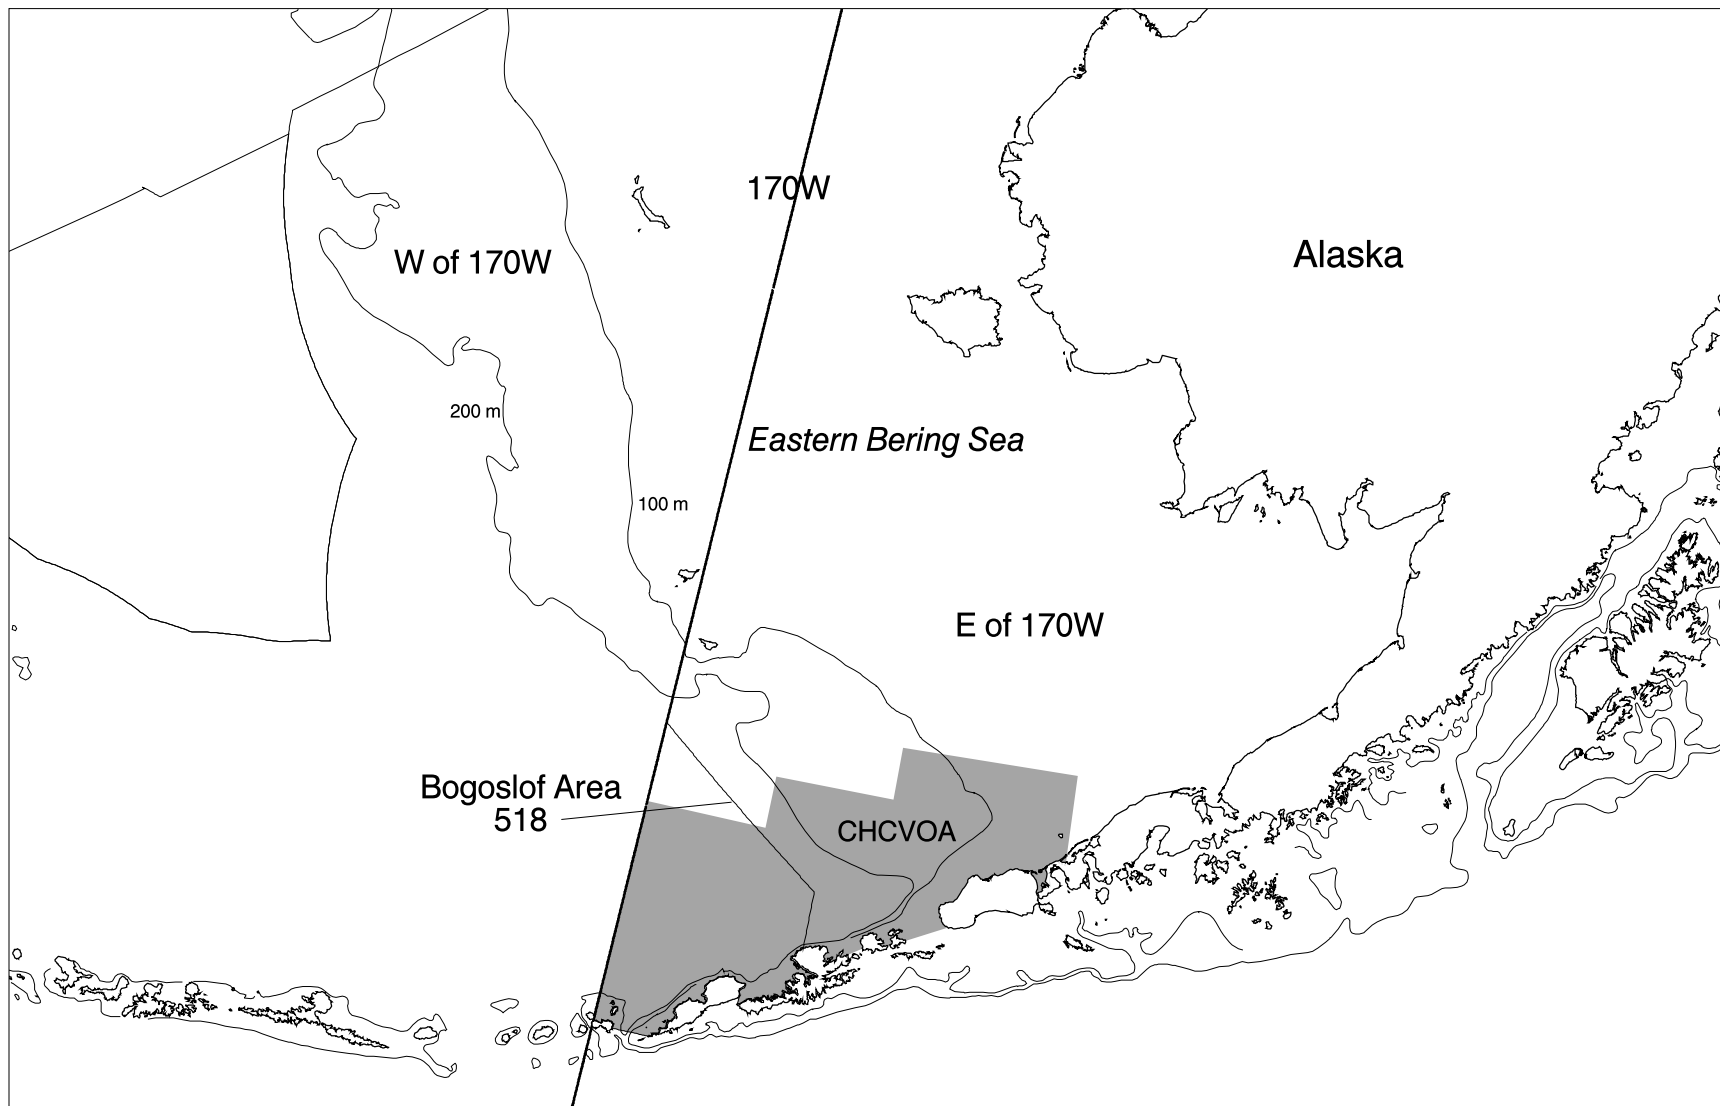 170W
W of 170W
Alaska
200 m
Eastern Bering Sea
100 m
E of 170W
Bogoslof Area
518
CHCVOA